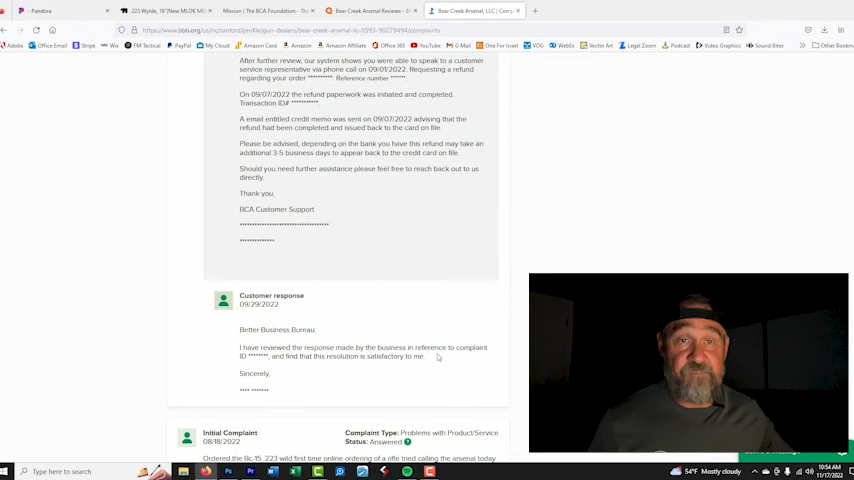 Pandora
.223 Wylde, 16"|New MLOK M
Mission | The BCA Foundation - The
Bear Creek Arsenal Reviews - 8
Bear Creek Arsenal, LLC | Comp
https://www.bbb.org/us/nc/sanford/profile/gun-dealers/bear-creek-arsenal-llc-0593-90279494/complaints
Adobe
Office Email
Stripe
Wix
FM Tactical
PayPal
My Cloud
Amazon Card
Amazon
Amazon Affiliate
Office 365
YouTube
G Mail
One Front
VOG
WebEx
Vector Art
Legal Zoom
Podcast
Video Graphics
Sound Bites
Other Bookmar
After further review, our system shows you were able to speak to a customer
service representative via phone call on 09/01/2022. Requesting a refund
regarding your order **********. Reference number *******
On 09/07/2022 the refund paperwork was initiated and completed.
Transaction ID# ***********.
A email entitled credit memo was sent on 09/07/2022 advising that the
refund had been completed and issued back to the card on file.
Please be advised, depending on the bank you have this refund may take an
additional 3-5 business days to appear back to the credit card on file.
Should you need further assistance please feel free to reach back out to us
directly.
Thank you,
BCA Customer Support
**********************************
*************
Customer response
09/29/2022
Better Business Bureau:
I have reviewed the response made by the business in reference to complaint
ID ********, and find that this resolution is satisfactory to me.
Sincerely,
**** *******
Initial Complaint
08/18/2022
Complaint Type: Problems with Product/Service
Status: Answered
Ordered the Bc-15 .223 wild first time online ordering of a rifle tried calling the arsenal today
Type here to search
54°F Mostly cloudy
10:54 AM
11/17/2022